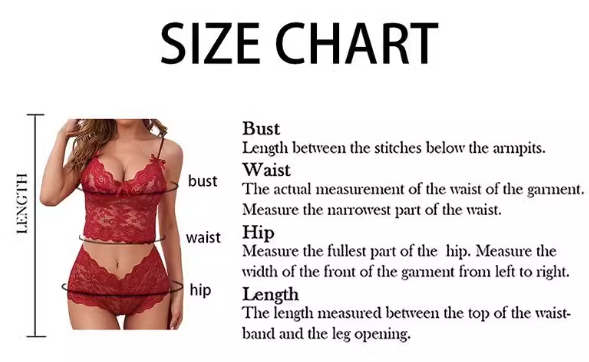 SIZE CHART
LENGTH
bust
waist
hip
Bust
Length between the stitches below the armpits.
Waist
The actual measurement of the waist of the garment.
Measure the narrowest part of the waist.
Hip
Measure the fullest part of the hip. Measure the
width of the front of the garment from left to right.
Length
The length measured between the top of the waist-
band and the leg opening.